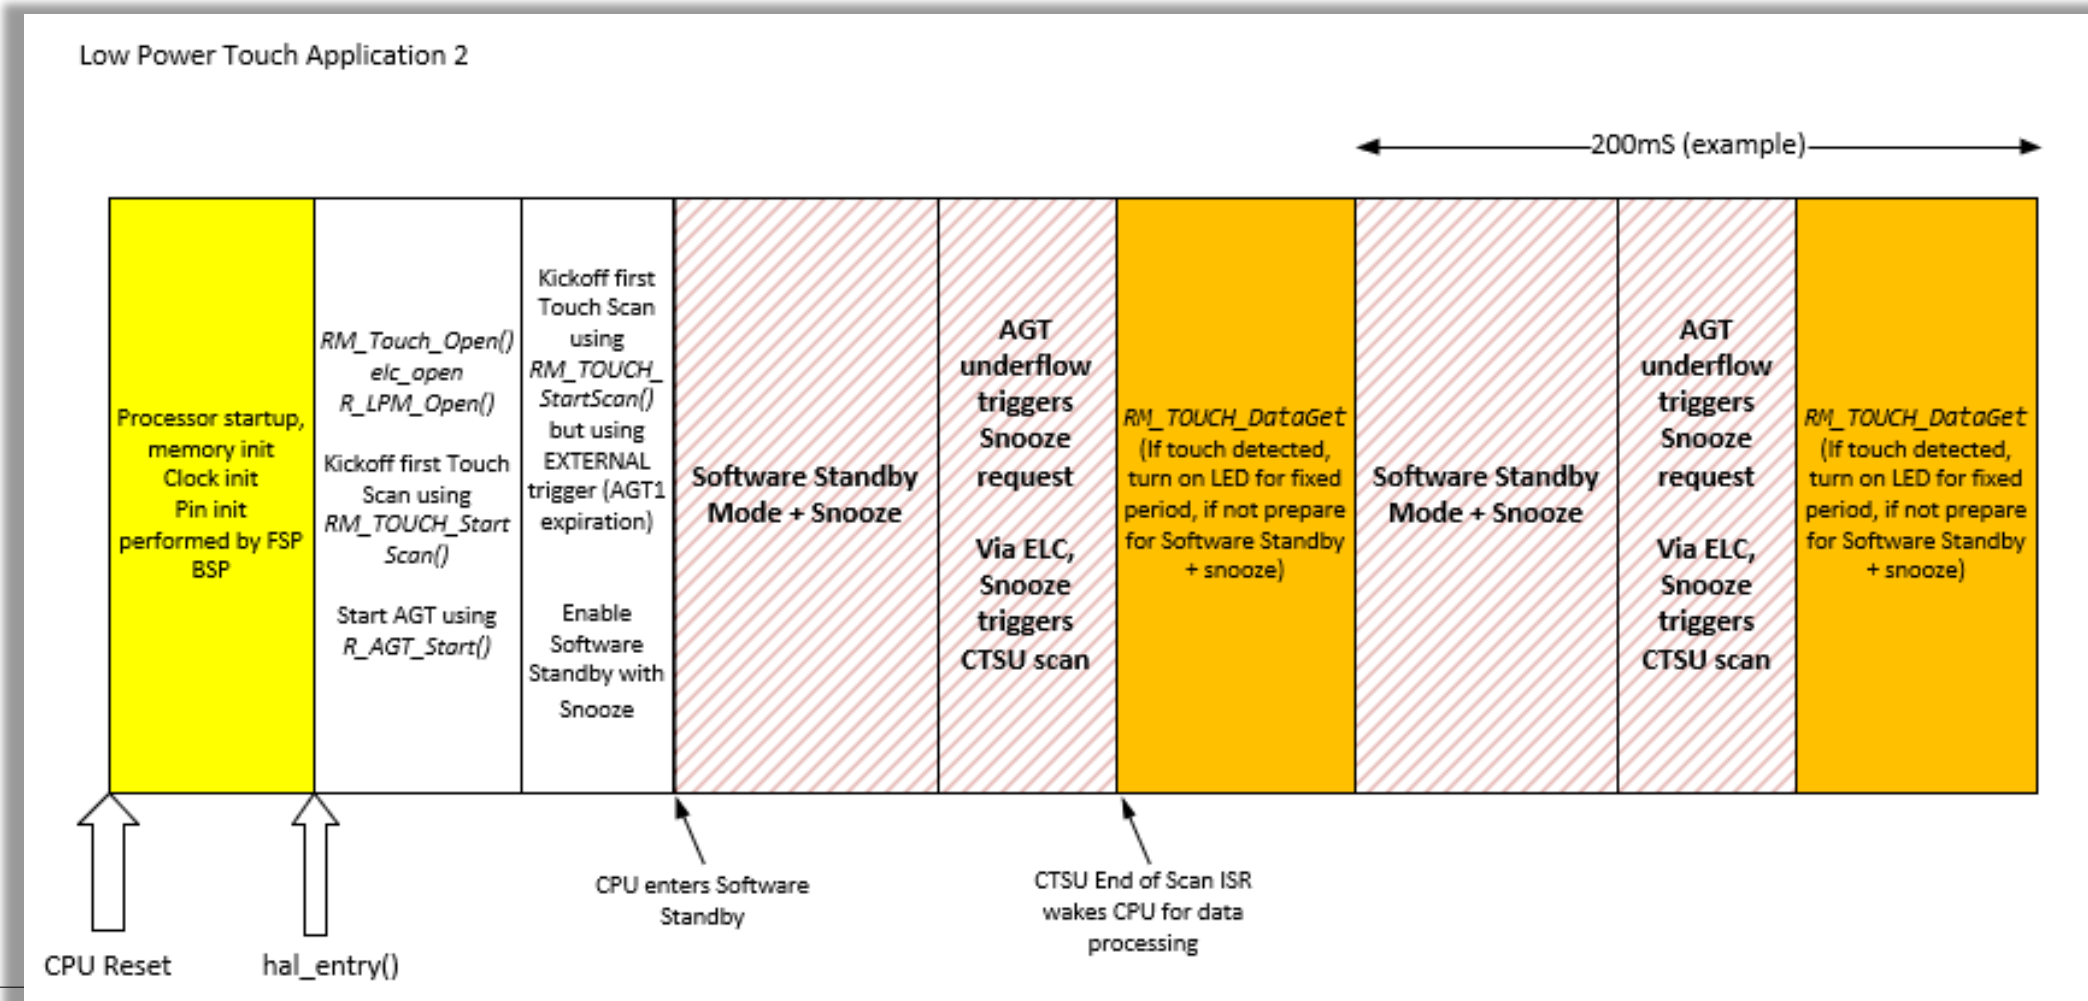 Low Power Touch Application 2
200mS (example)
Processor startup,
memory init
Clock init
Pin init
performed by FSP
BSP
RM_Touch_Open()
elc_open
R_LPM_Open()
Kickoff first Touch
Scan using
RM_TOUCH_Start
Scan()
Start AGT using
R_AGT_Start()
Kickoff first
Touch Scan
using
RM_TOUCH_
StartScan()
but using
EXTERNAL
trigger (AGT1
expiration)
Enable
Software
Standby with
Snooze
Software Standby
Mode + Snooze
AGT
underflow
triggers
Snooze
request
Via ELC,
Snooze
triggers
CTSU scan
RM_TOUCH_DataGet
(If touch detected,
turn on LED for fixed
period, if not prepare
for Software Standby
+ snooze)
Software Standby
Mode + Snooze
AGT
underflow
triggers
Snooze
request
Via ELC,
Snooze
triggers
CTSU scan
RM_TOUCH_DataGet
(If touch detected,
turn on LED for fixed
period, if not prepare
for Software Standby
+ snooze)
CPU Reset
hal_entry()
CPU enters Software
Standby
CTSU End of Scan ISR
wakes CPU for data
processing